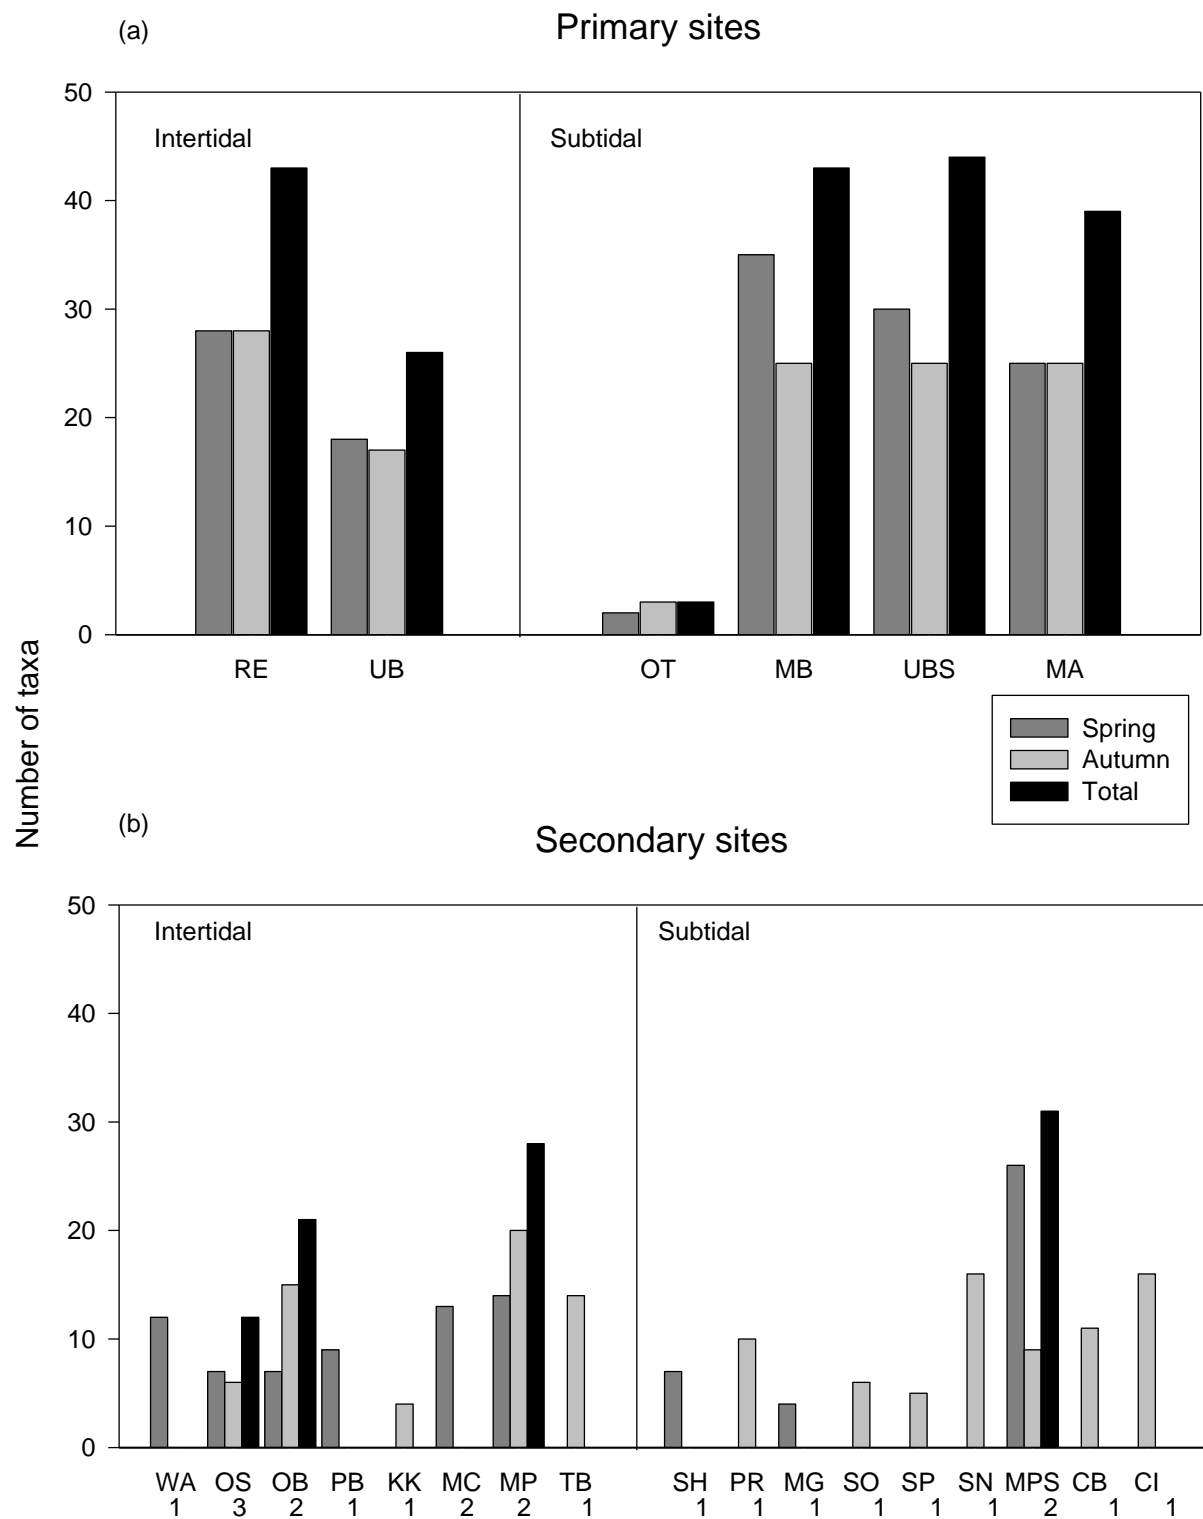 (a)
Primary sites
50
Intertidal
Subtidal
40
30
20
10
0
RE UB OT MB UBS MA
Number of taxa
Spring
Autumn
Total
(b)
Secondary sites
50
Intertidal
Subtidal
40
30
20
10
0
WA OS OB PB KK MC MP TB SH PR MG SO SP SN MPS CB CI
1 3 2 1 1 2 2 1 1 1 1 1 1 1 2 1 1